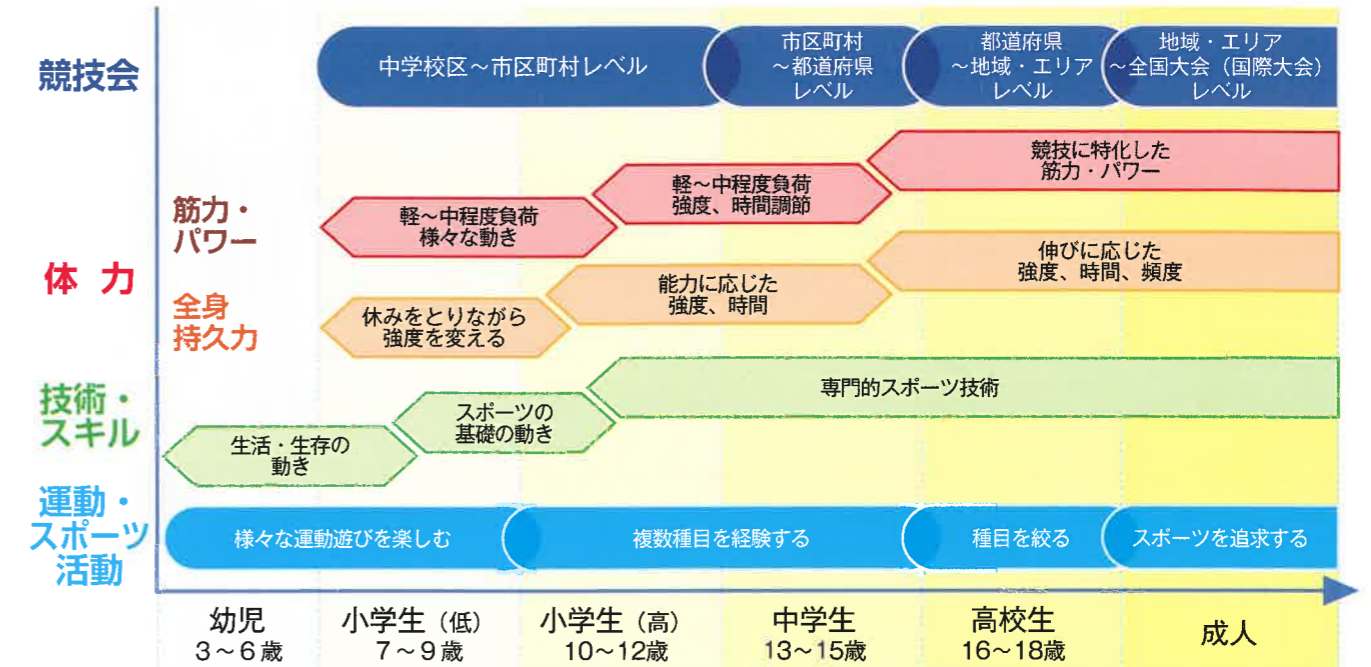 競技会
中学校区～市区町村レベル
市区町村
～都道府県
レベル
都道府県
～地域・エリア
レベル
地域・エリア
～全国大会（国際大会）
レベル
体 力
筋力・
パワー
軽～中程度負荷
様々な動き
軽～中程度負荷
強度、時間調節
競技に特化した
筋力・パワー
全身
持久力
休みをとりながら
強度を変える
能力に応じた
強度、時間
伸びに応じた
強度、時間、頻度
技術・
スキル
生活・生存の
動き
スポーツの
基礎の動き
専門的スポーツ技術
運動・
スポーツ
活動
様々な運動遊びを楽しむ
複数種目を経験する
種目を絞る
スポーツを追求する
幼児
3～6歳
小学生（低）
7～9歳
小学生（高）
10～12歳
中学生
13～15歳
高校生
16～18歳
成人